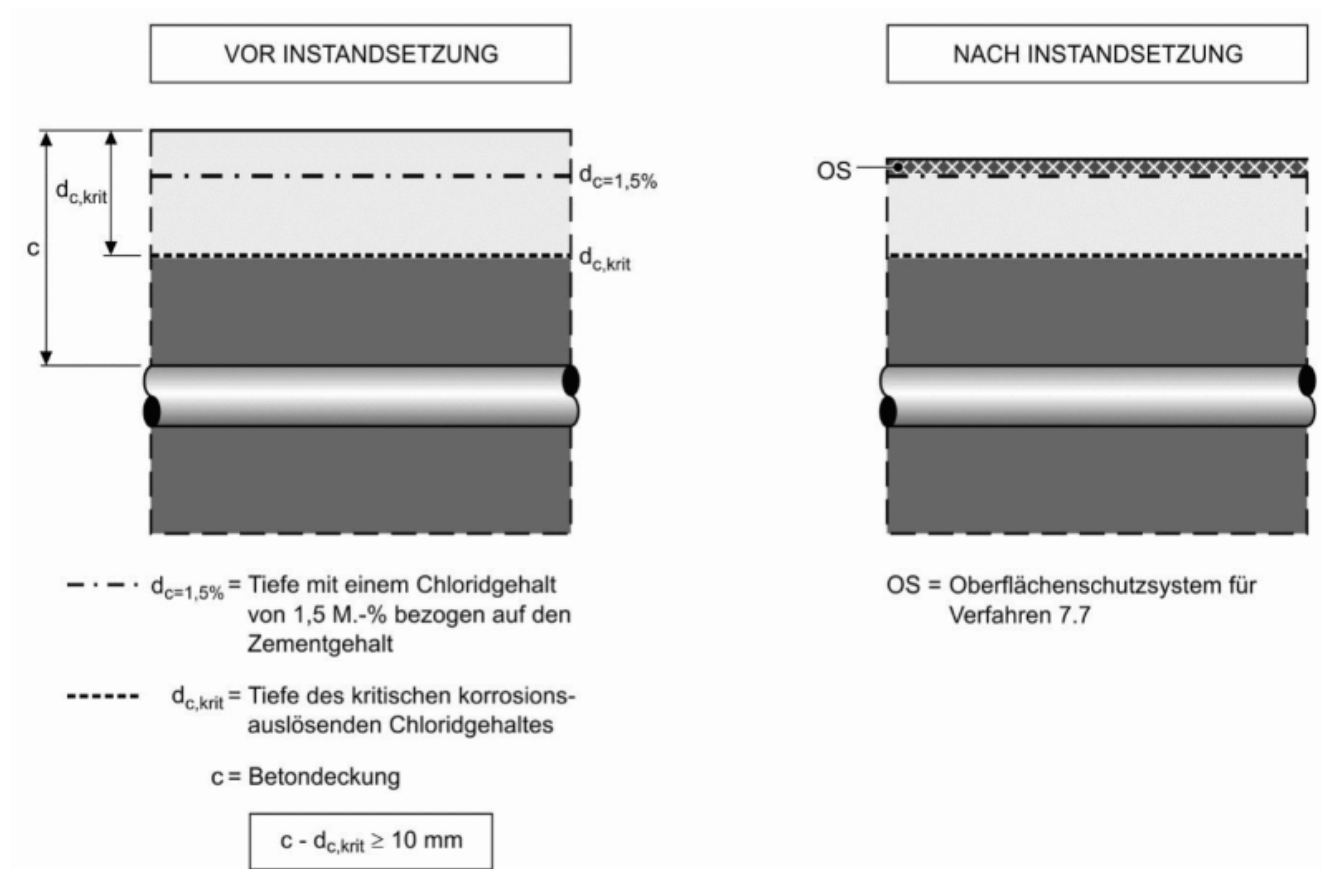 VOR INSTANDSETZUNG
NACH INSTANDSETZUNG
d_c,krit
c
d_c=1,5%
d_c,krit
OS
d_c=1,5% = Tiefe mit einem Chloridgehalt
von 1,5 M.-% bezogen auf den
Zementgehalt
d_c,krit = Tiefe des kritischen korrosions-
auslösenden Chloridgehaltes
c = Betondeckung
c - d_c,krit ≥ 10 mm
OS = Oberflächenschutzsystem für
Verfahren 7.7